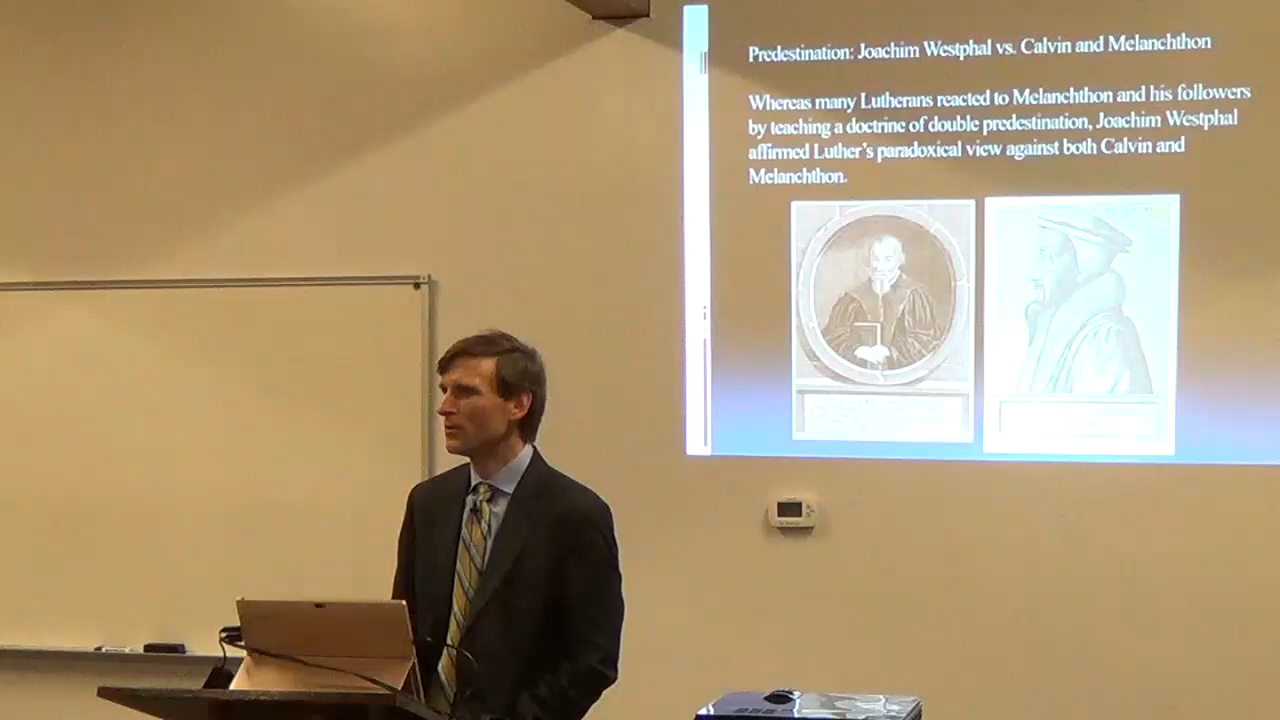 Predestination: Joachim Westphal vs. Calvin and Melanchthon
Whereas many Lutherans reacted to Melanchthon and his followers
by teaching a doctrine of double predestination, Joachim Westphal
affirmed Luther's paradoxical view against both Calvin and
Melanchthon.